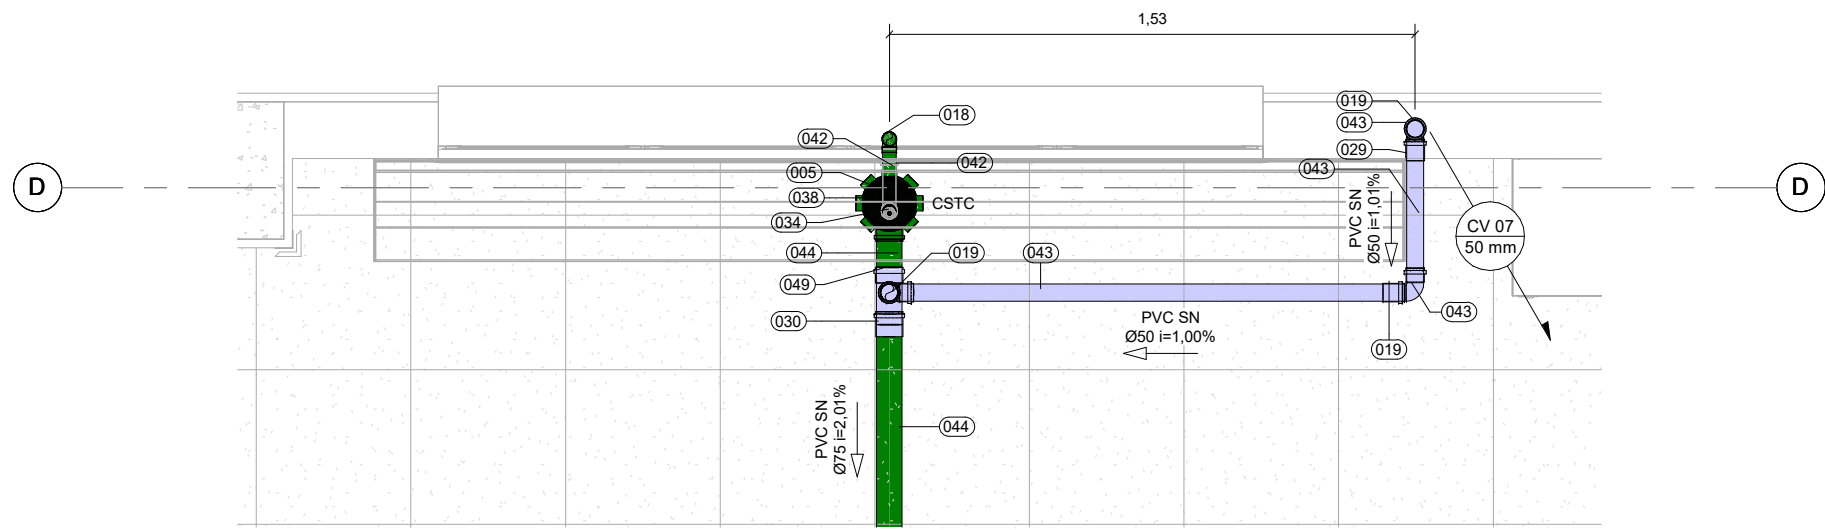 1,53
019
018
043
042
029
042
043
005
D
D
038
CSTC
034
PVC SN
Ø50 i=1,01%
CV 07
50 mm
044
019
043
049
043
030
PVC SN
Ø50 i=1,00%
019
PVC SN
Ø75 i=2,01%
044